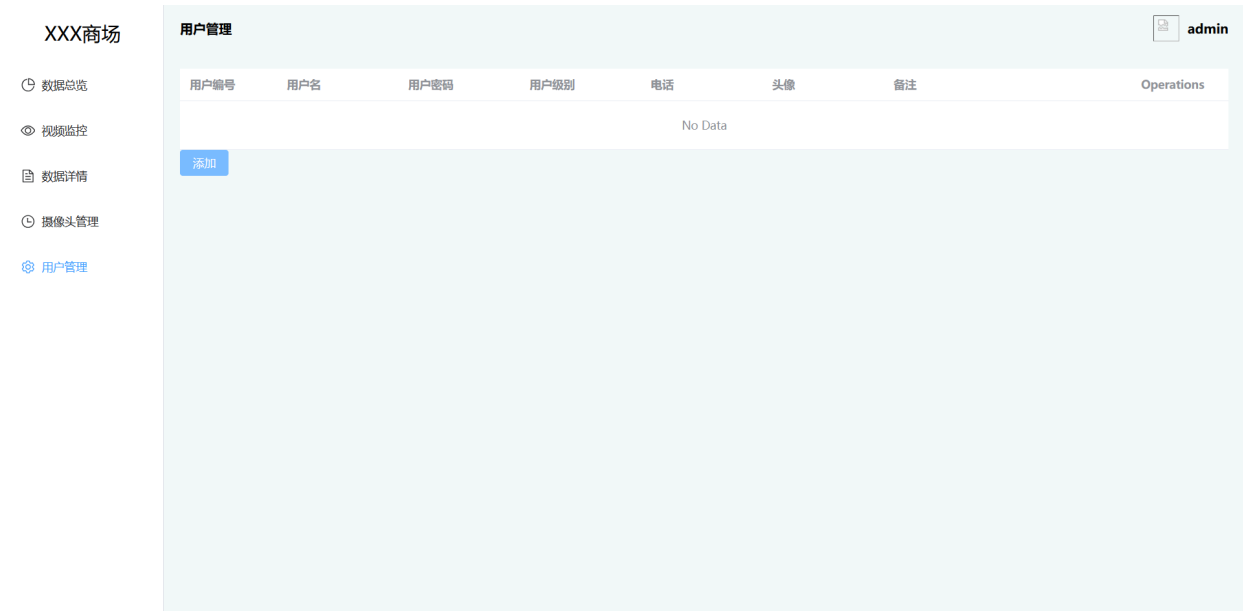 XXX商场
数据总览
视频监控
数据详情
摄像头管理
用户管理
用户管理
admin
用户编号 用户名 用户密码 用户级别 电话 头像 备注 Operations
No Data
添加